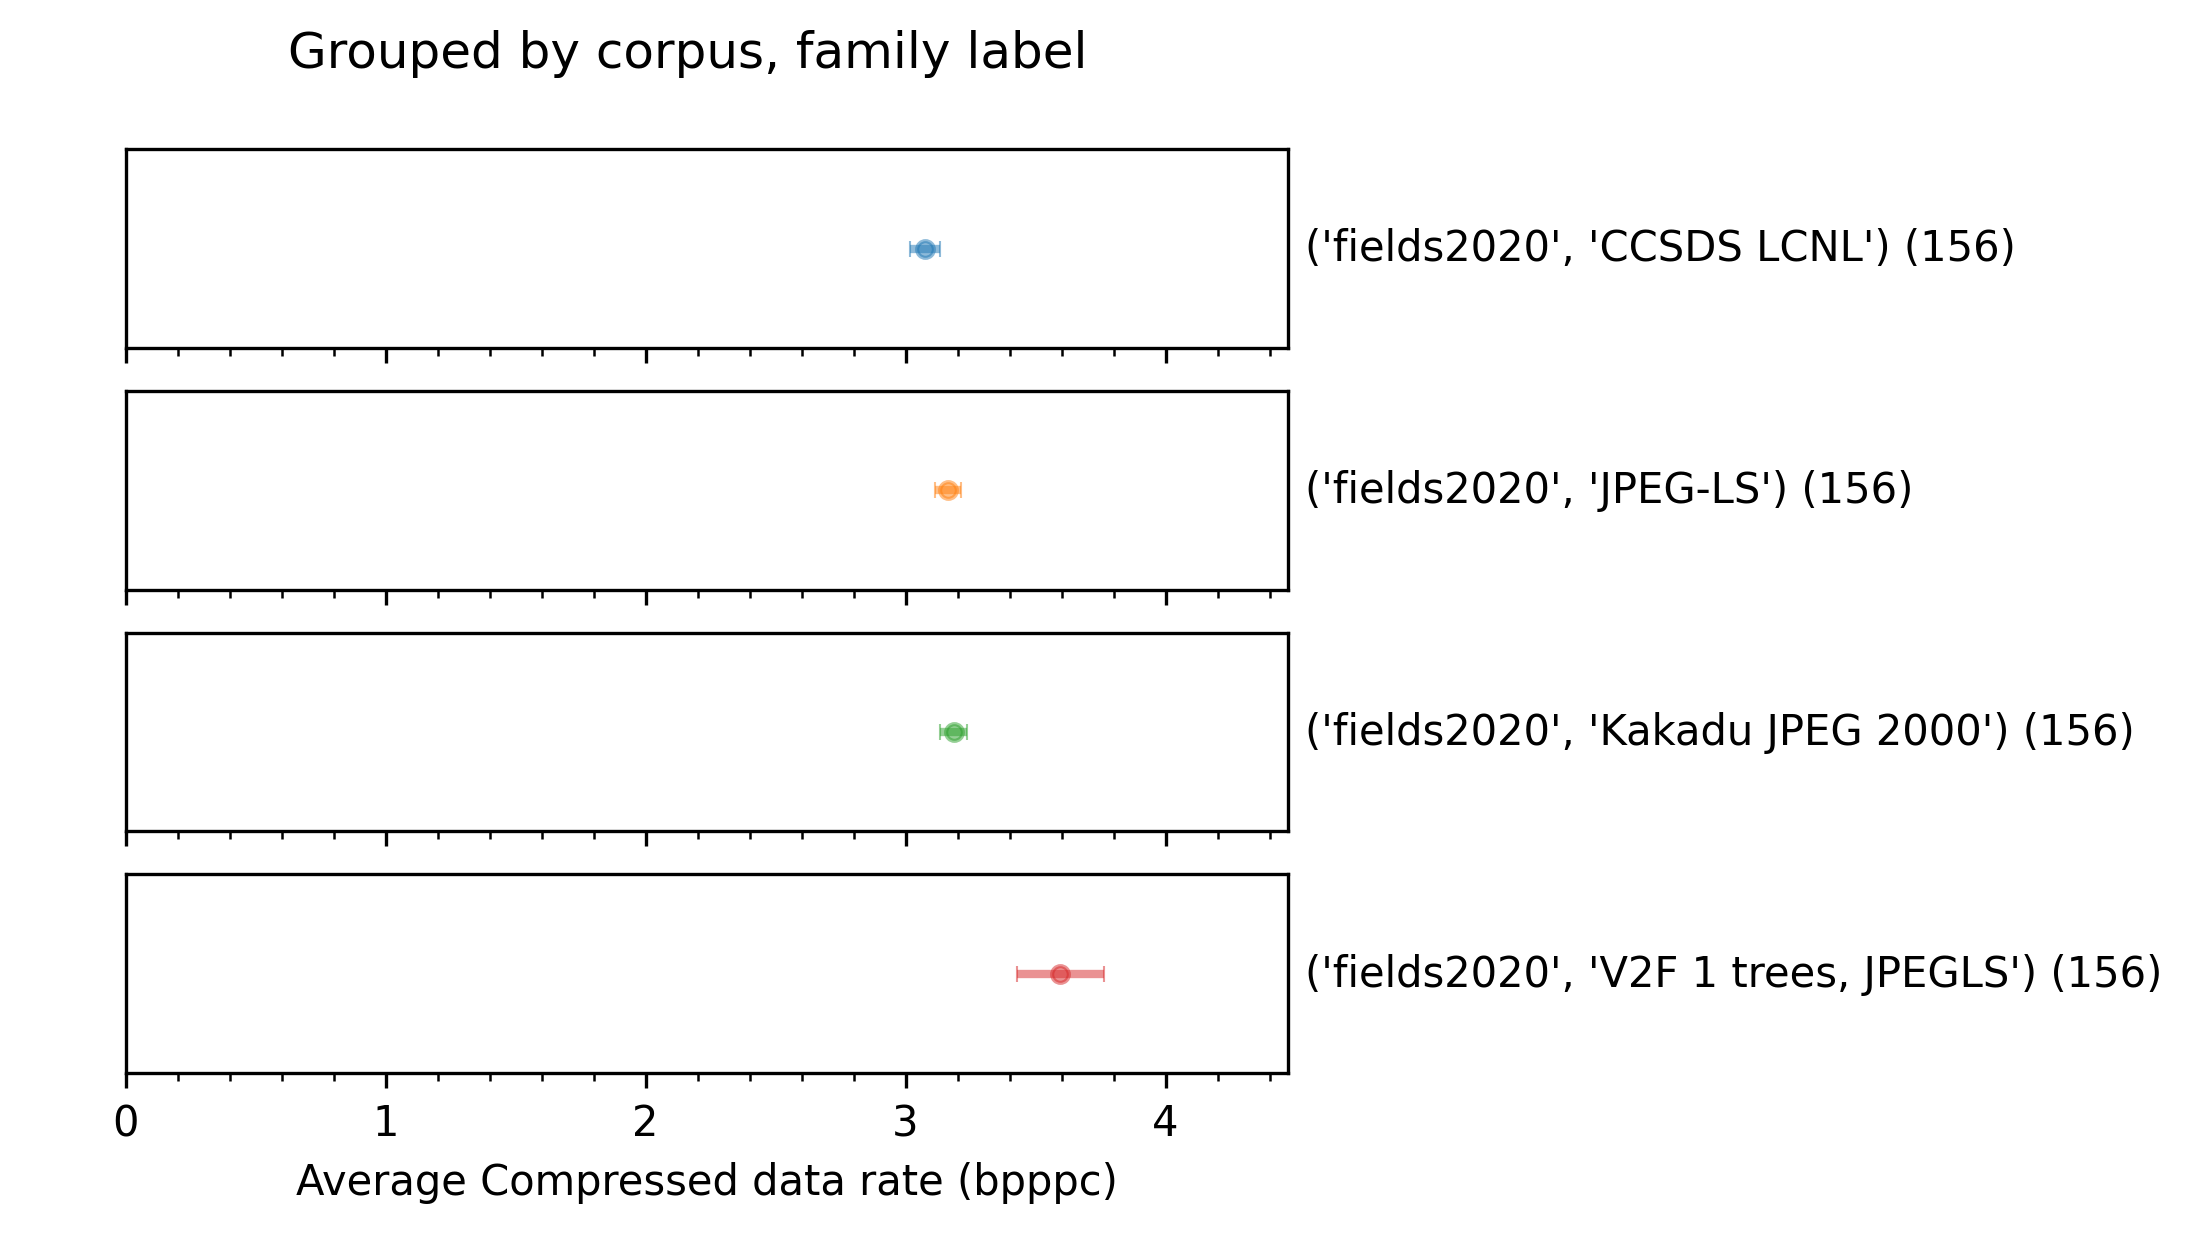 Grouped by corpus, family label
('fields2020', 'CCSDS LCNL') (156)
('fields2020', 'JPEG-LS') (156)
('fields2020', 'Kakadu JPEG 2000') (156)
('fields2020', 'V2F 1 trees, JPEGLS') (156)
0 1 2 3 4
Average Compressed data rate (bpppc)